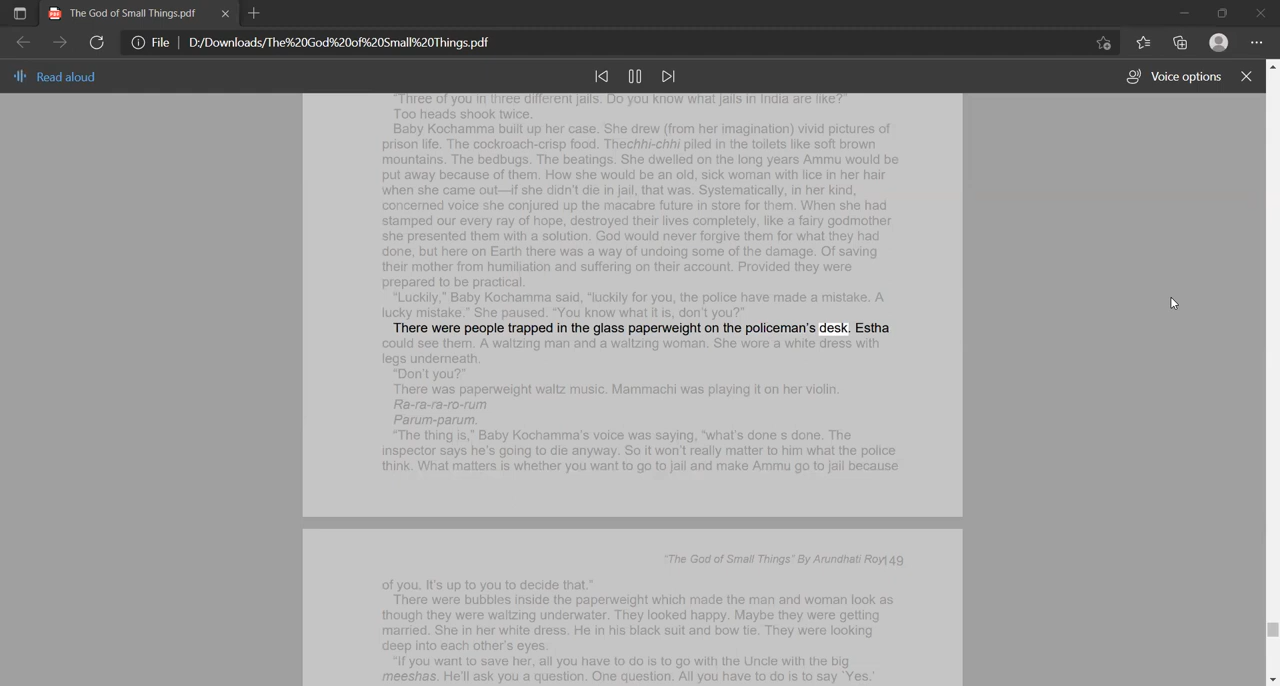 The God of Small Things.pdf
File | D:/Downloads/The%20God%20of%20Small%20Things.pdf
Read aloud
Voice options
"Three of you in three different jails. Do you know what jails in India are like?"
Too heads shook twice.
Baby Kochamma built up her case. She drew (from her imagination) vivid pictures of
prison life. The cockroach-crisp food. Thechhi-chhi piled in the toilets like soft brown
mountains. The bedbugs. The beatings. She dwelled on the long years Ammu would be
put away because of them. How she would be an old, sick woman with lice in her hair
when she came out—if she didn't die in jail, that was. Systematically, in her kind,
concerned voice she conjured up the macabre future in store for them. When she had
stamped our every ray of hope, destroyed their lives completely, like a fairy godmother
she presented them with a solution. God would never forgive them for what they had
done, but here on Earth there was a way of undoing some of the damage. Of saving
their mother from humiliation and suffering on their account. Provided they were
prepared to be practical.
"Luckily," Baby Kochamma said, "luckily for you, the police have made a mistake. A
lucky mistake." She paused. "You know what it is, don't you?"
There were people trapped in the glass paperweight on the policeman's desk. Estha
could see them. A waltzing man and a waltzing woman. She wore a white dress with
legs underneath.
"Don't you?"
There was paperweight waltz music. Mammachi was playing it on her violin.
Ra-ra-ra-ro-rum
Parum-parum.
"The thing is," Baby Kochamma's voice was saying, "what's done s done. The
inspector says he's going to die anyway. So it won't really matter to him what the police
think. What matters is whether you want to go to jail and make Ammu go to jail because
"The God of Small Things" By Arundhati Roy149
of you. It's up to you to decide that."
There were bubbles inside the paperweight which made the man and woman look as
though they were waltzing underwater. They looked happy. Maybe they were getting
married. She in her white dress. He in his black suit and bow tie. They were looking
deep into each other's eyes.
"If you want to save her, all you have to do is to go with the Uncle with the big
meeshas. He'll ask you a question. One question. All you have to do is to say 'Yes.'